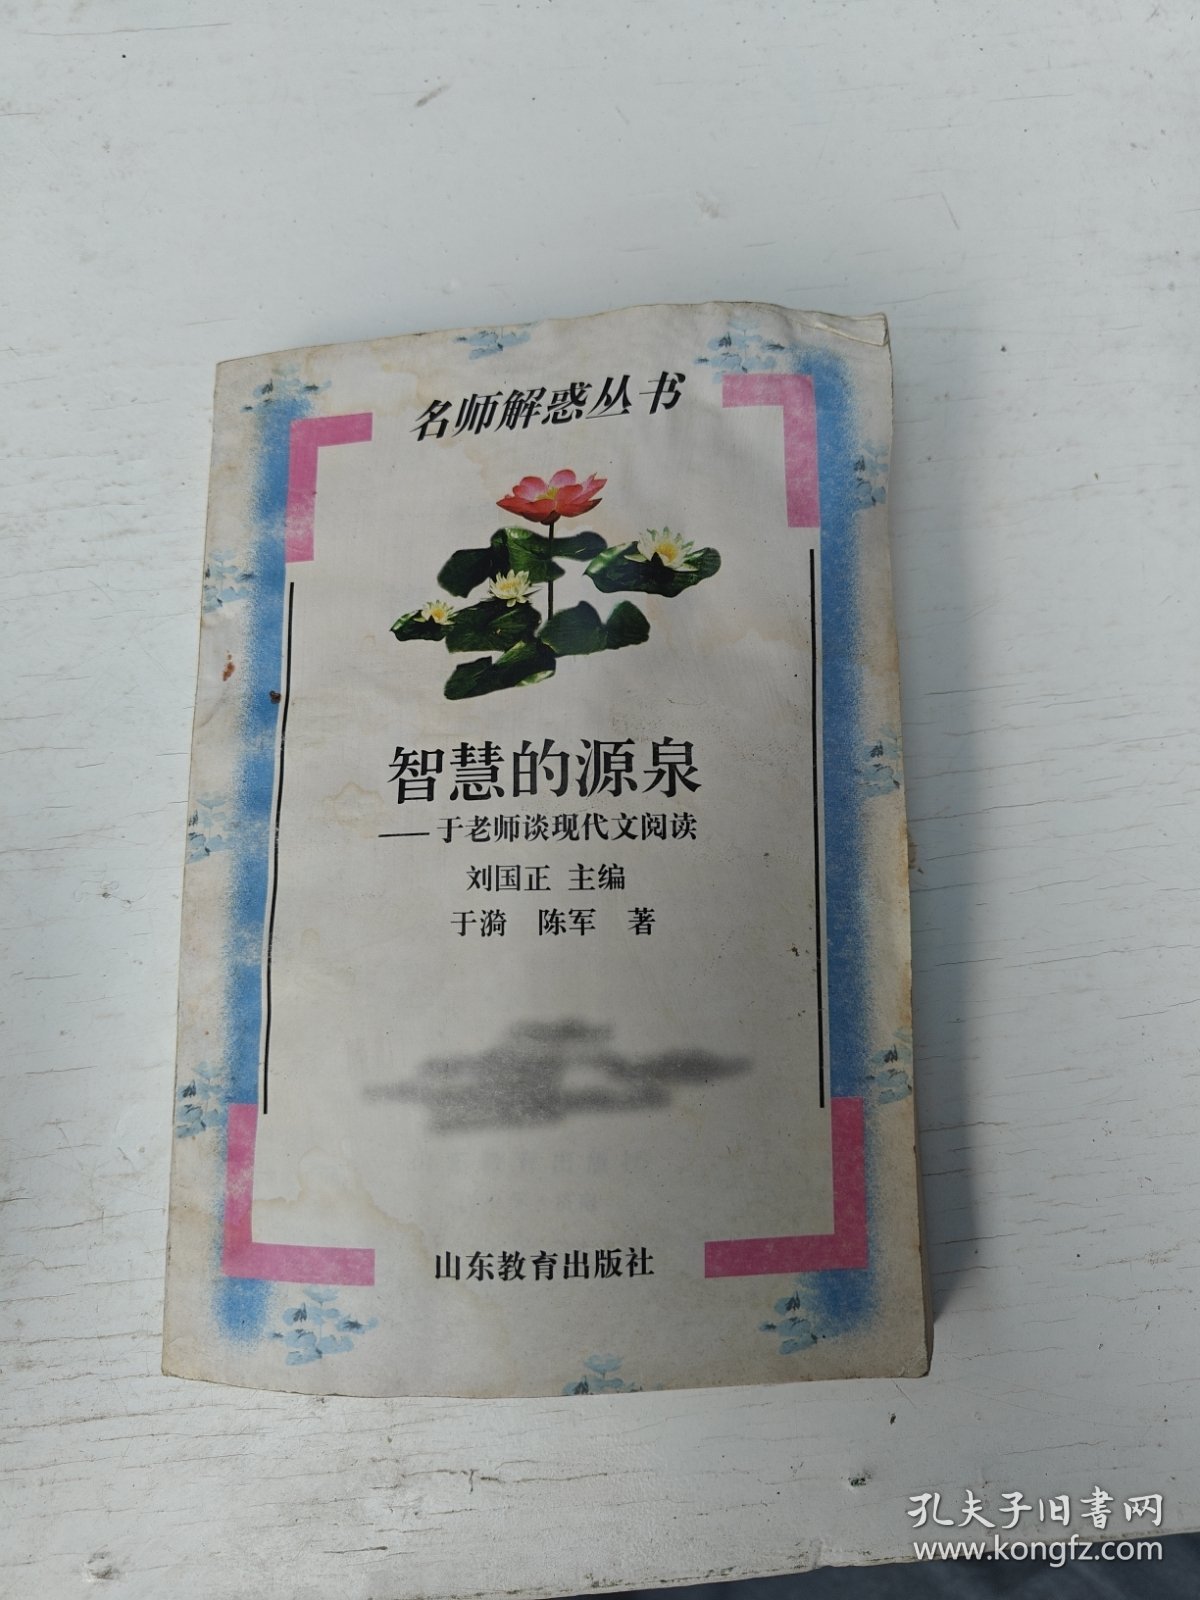 名师解惑丛书
智慧的源泉
——于老师谈现代文阅读
刘国正 主编
于漪 陈军 著
山东教育出版社
孔夫子旧书网
www.kongfz.com